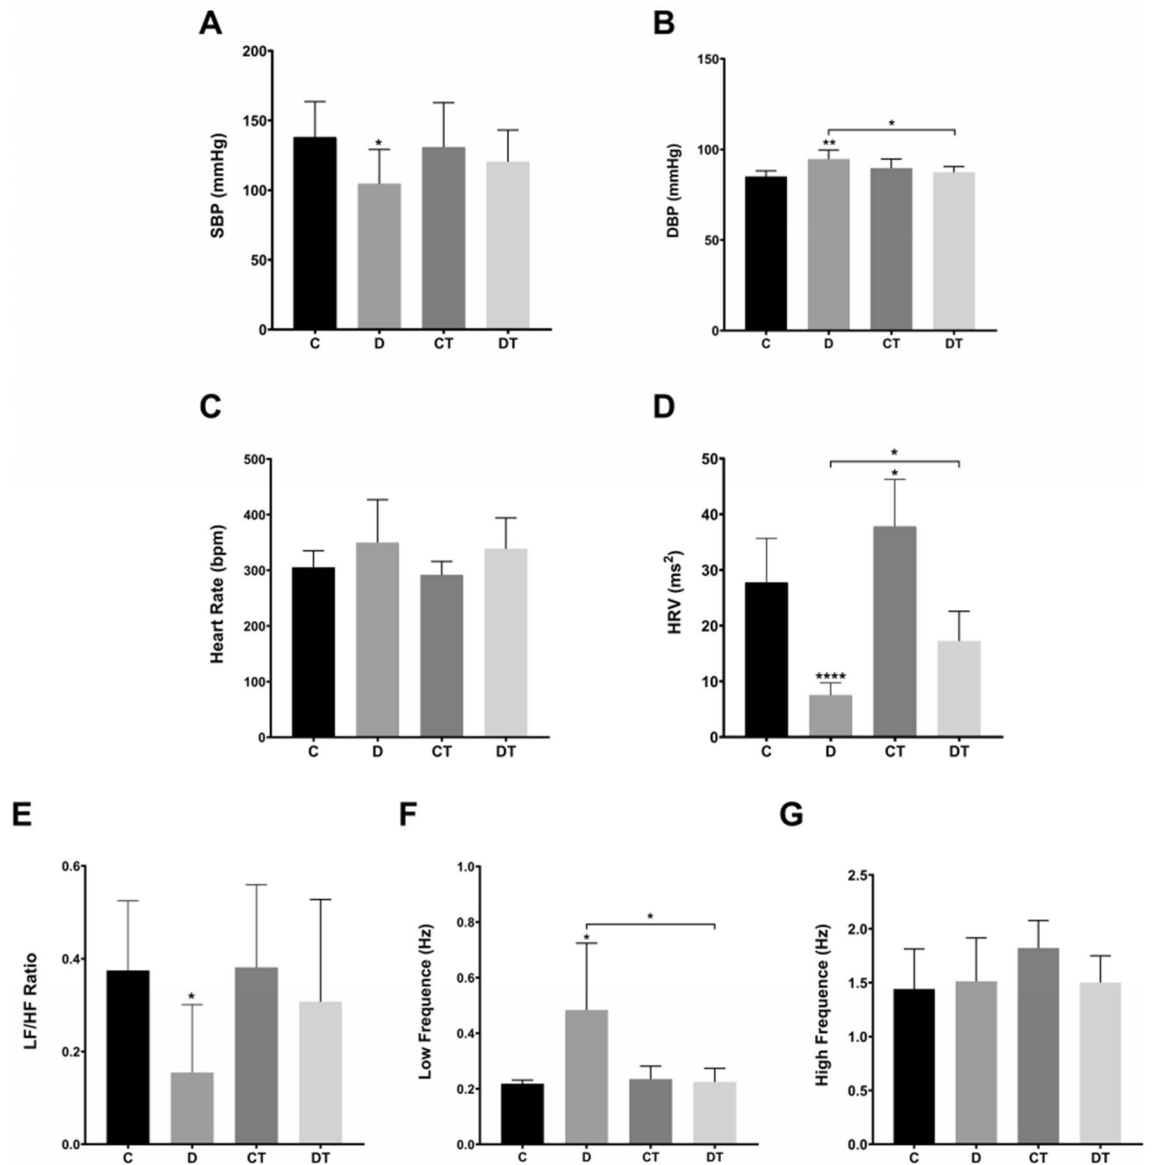 A
SBP (mmHg)
200
150
100
50
0
*
C D CT DT
B
DBP (mmHg)
150
100
50
0
*
**
C D CT DT
C
Heart Rate (bpm)
500
400
300
200
100
0
C D CT DT
D
HRV (ms²)
50
40
30
20
10
0
*
*
****
C D CT DT
E
LF/HF Ratio
0.6
0.4
0.2
0.0
*
C D CT DT
F
Low Frequence (Hz)
1.0
0.8
0.6
0.4
0.2
0.0
*
*
C D CT DT
G
High Frequence (Hz)
2.5
2.0
1.5
1.0
0.5
0.0
C D CT DT